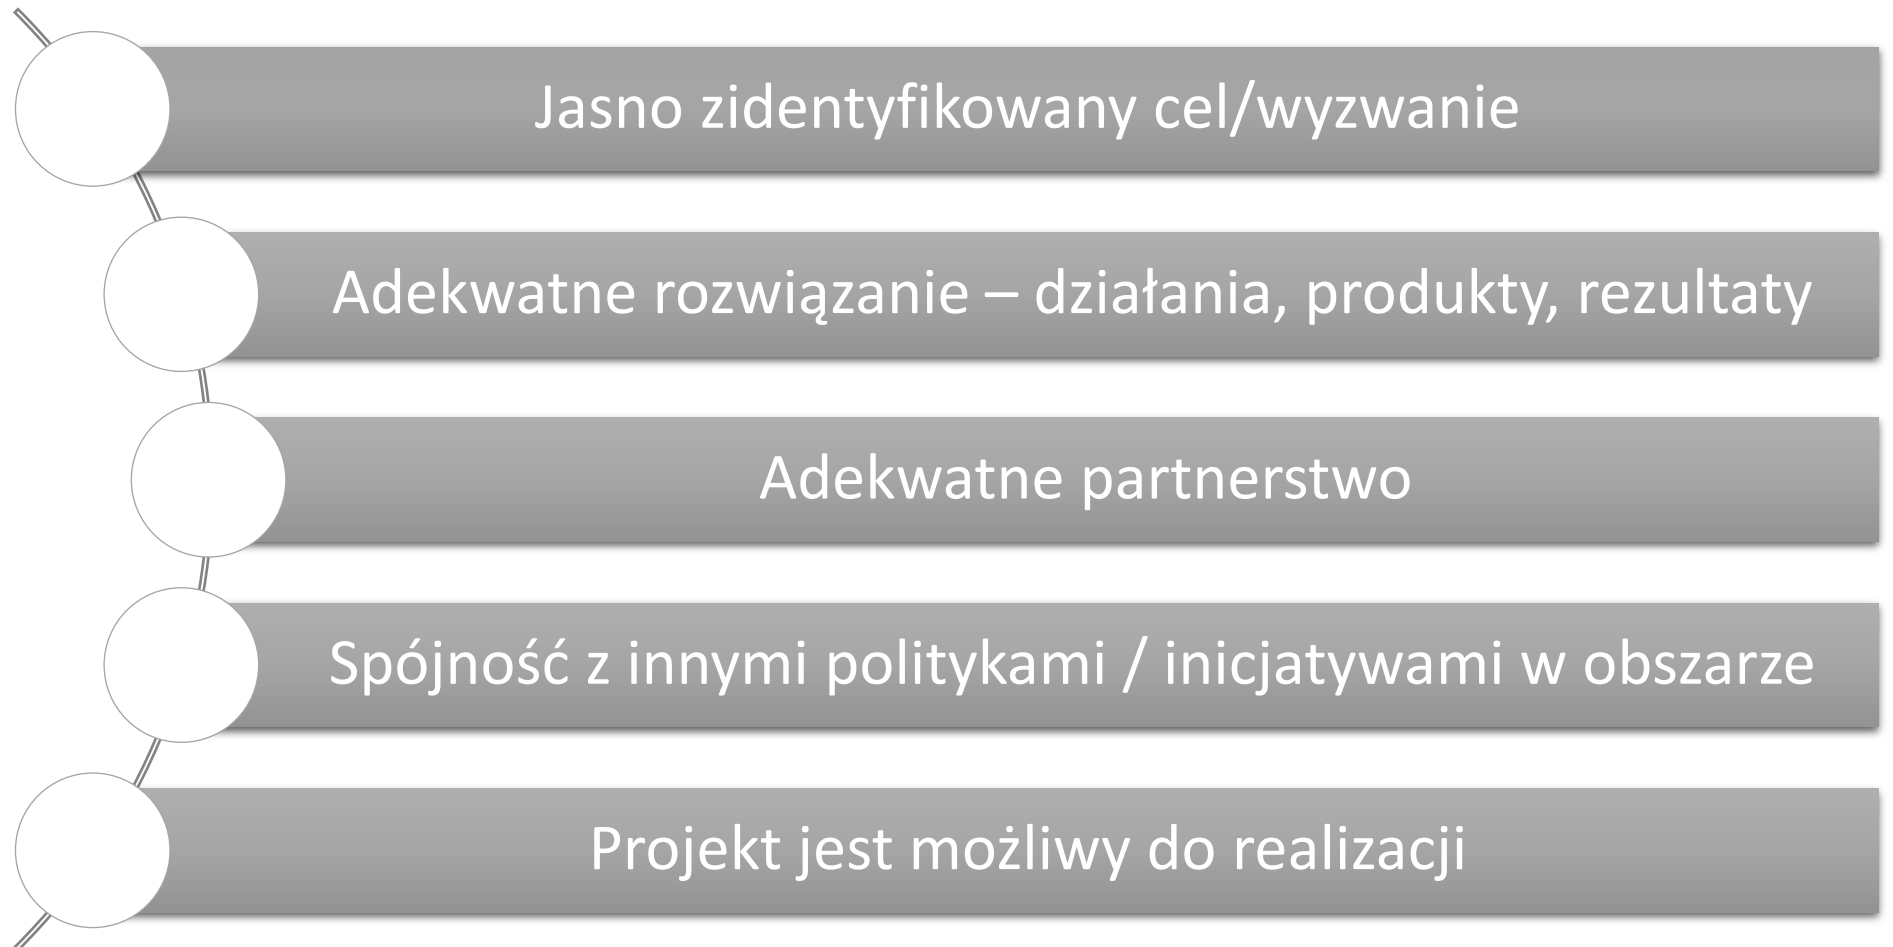 Jasno zidentyfikowany cel/wyzwanie
Adekwatne rozwiązanie – działania, produkty, rezultaty
Adekwatne partnerstwo
Spójność z innymi politykami / inicjatywami w obszarze
Projekt jest możliwy do realizacji